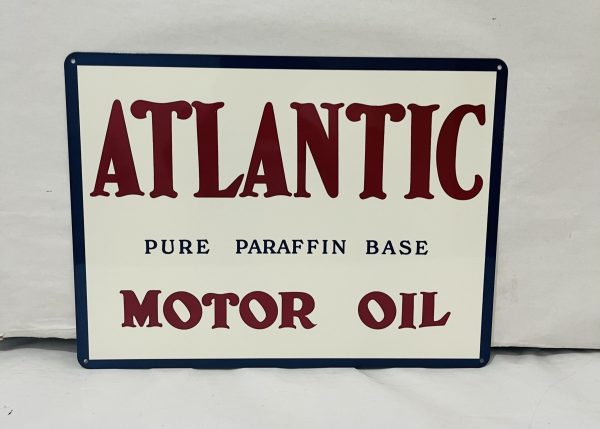 ATLANTIC
PURE PARAFFIN BASE
MOTOR OIL